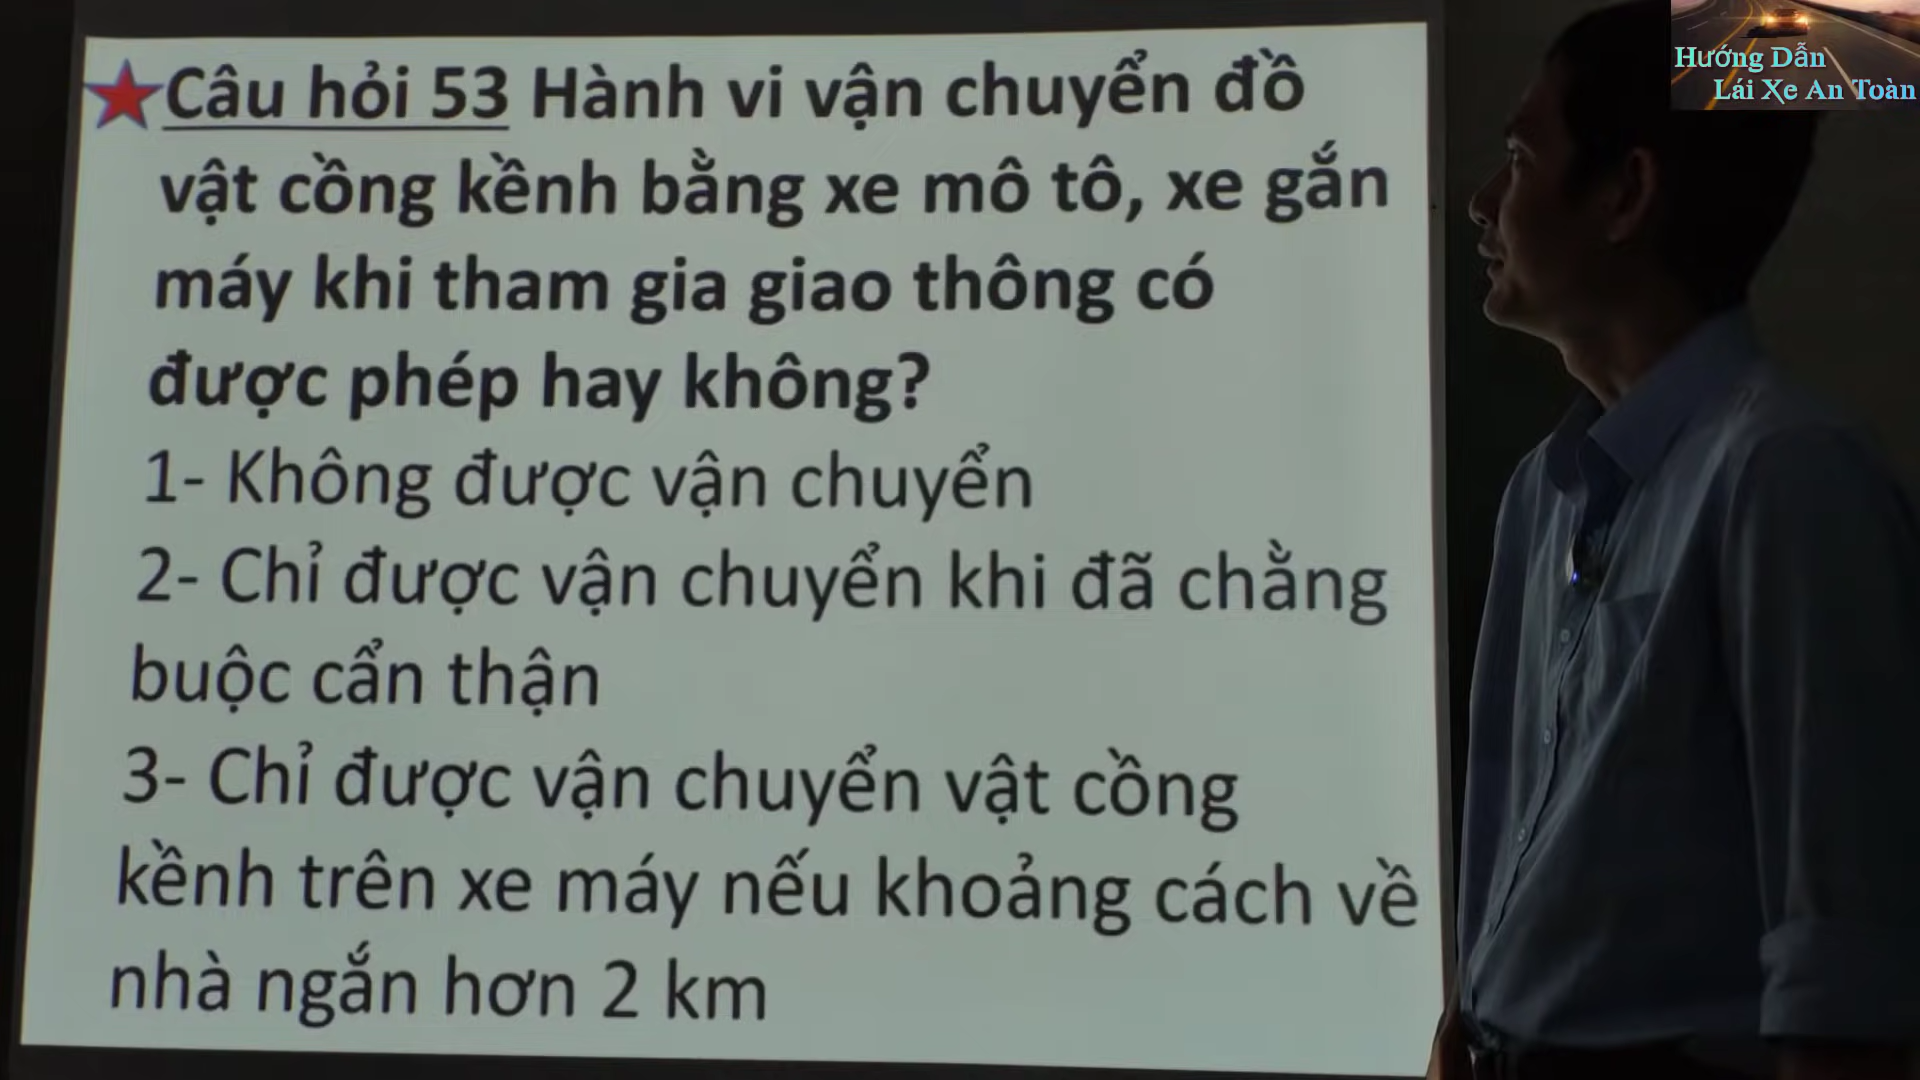 Hướng Dẫn
Lái Xe An Toàn
Câu hỏi 53 Hành vi vận chuyển đồ
vật cồng kềnh bằng xe mô tô, xe gắn
máy khi tham gia giao thông có
được phép hay không?
1- Không được vận chuyển
2- Chỉ được vận chuyển khi đã chằng
buộc cẩn thận
3- Chỉ được vận chuyển vật cồng
kềnh trên xe máy nếu khoảng cách về
nhà ngắn hơn 2 km